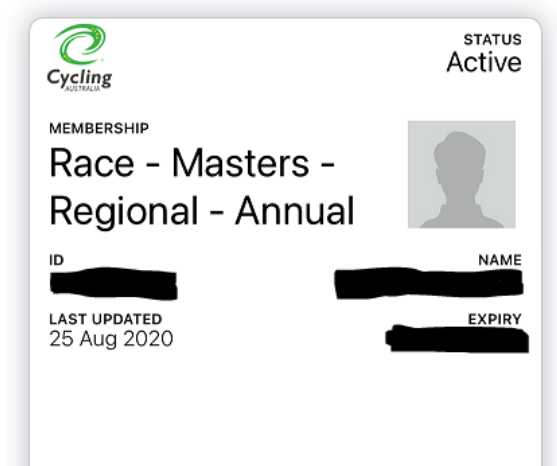 Cycling
AUSTRALIA
STATUS
Active
MEMBERSHIP
Race - Masters -
Regional - Annual
ID
NAME
LAST UPDATED
EXPIRY
25 Aug 2020